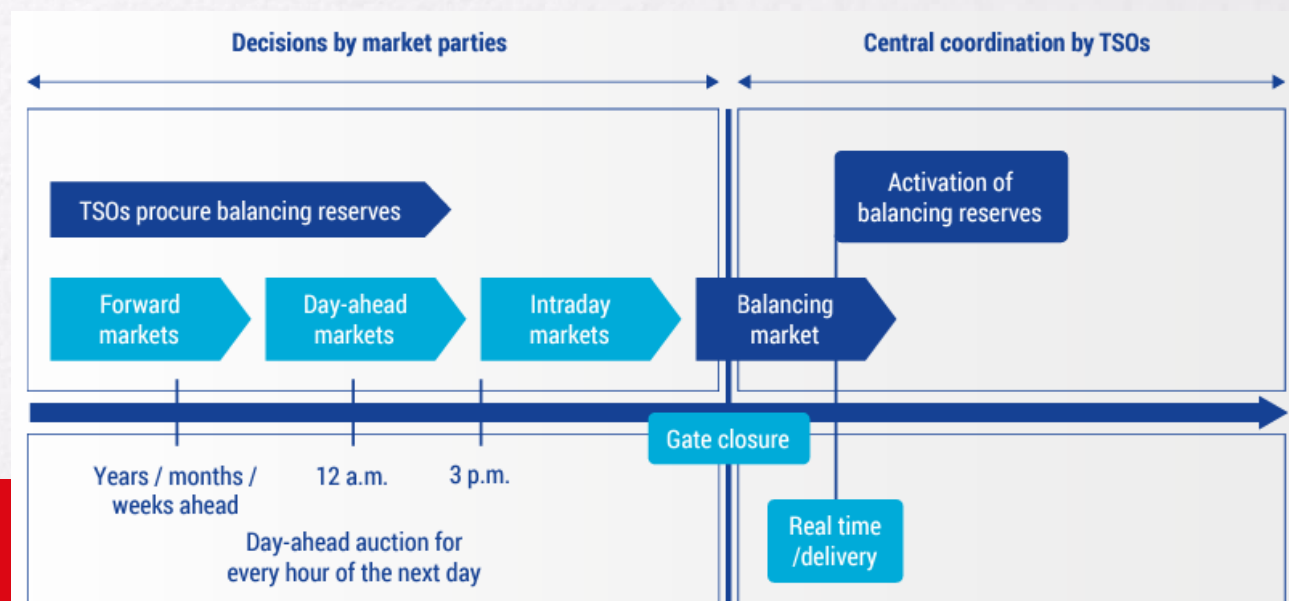 Decisions by market parties
Central coordination by TSOs
TSOs procure balancing reserves
Activation of
balancing reserves
Forward
markets
Day-ahead
markets
Intraday
markets
Balancing
market
Gate closure
Years / months /
weeks ahead
12 a.m.
3 p.m.
Day-ahead auction for
every hour of the next day
Real time
/delivery